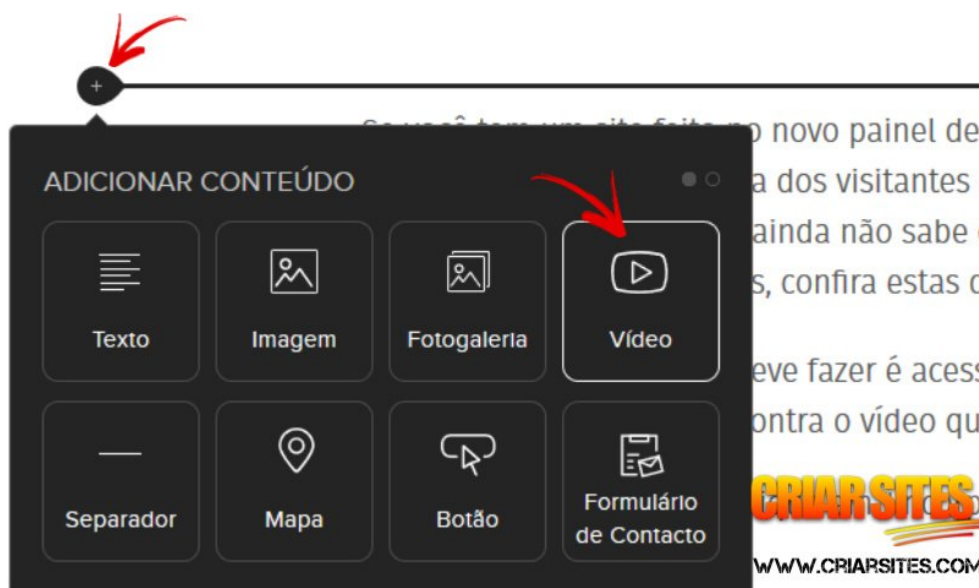 +
o novo painel de
ADICIONAR CONTEÚDO
a dos visitantes
ainda não sabe
s, confira estas
Texto
Imagem
Fotogaleria
Vídeo
eve fazer é acess
ontra o vídeo qu
Separador
Mapa
Botão
Formulário
de Contacto
CRIAR SITES
WWW.CRIARSITES.COM